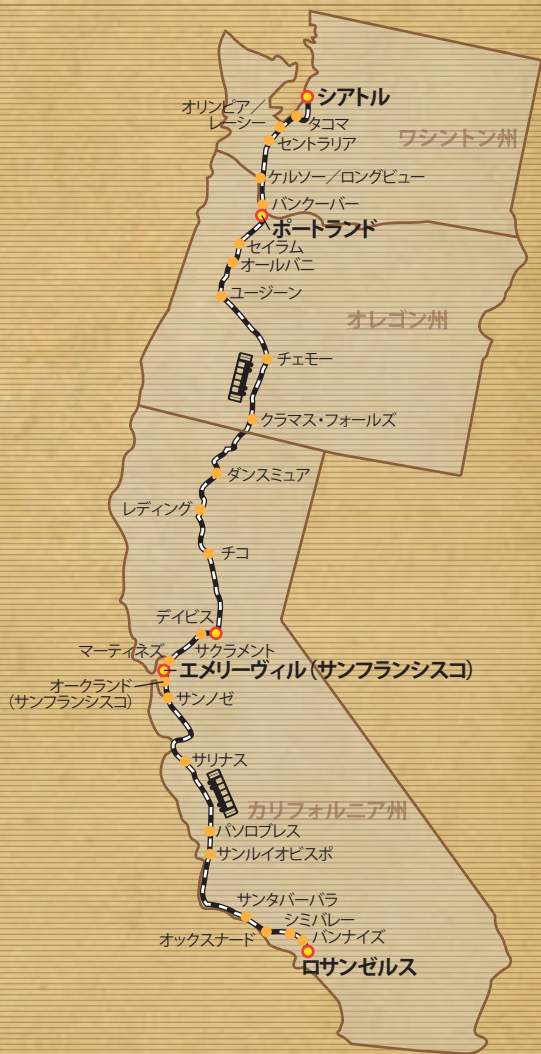 シアトル
オリンピア／
レーシー
タコマ
ワシントン州
セントラリア
ケルソー／ロングビュー
バンクーバー
ポートランド
セイラム
オールバニ
ユージーン
オレゴン州
チェモー
クラマス・フォールズ
ダンスミュア
レディング
チコ
デイビス
サクラメント
マーティネズ
エメリーヴィル（サンフランシスコ）
オークランド
（サンフランシスコ）
サンノゼ
サリナス
カリフォルニア州
パソロブレス
サンルイオビスポ
サンタバーバラ
シミバレー
オックスナード
バンナイズ
ロサンゼルス